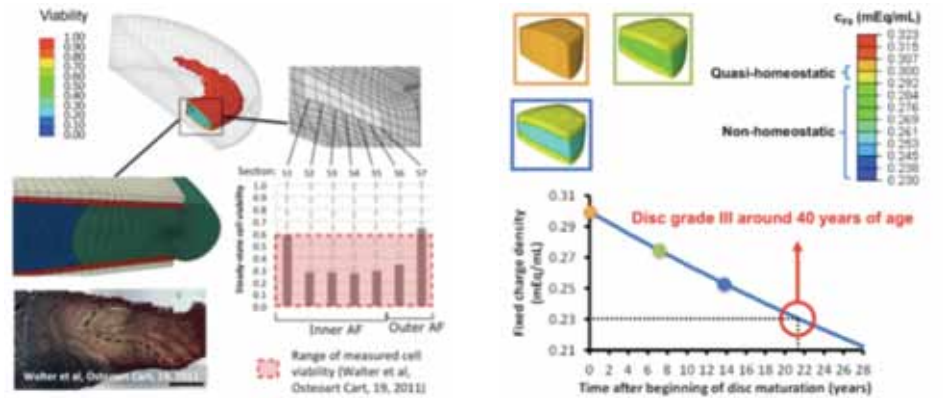 Viability
1.00
0.90
0.80
0.70
0.60
0.50
0.40
0.30
0.20
0.10
0.00
Section: S1 S2 S3 S4 S5 S6 S7
Steady-state cell viability
1.0
0.9
0.8
0.7
0.6
0.5
0.4
0.3
0.2
0.1
0.0
Inner AF
Outer AF
Range of measured cell
viability (Walter et al,
Osteoart Cart, 19, 2011)
Walter et al, Osteoart Cart, 19, 2011
cFq (mEq/mL)
0.323
0.315
0.307
0.300
0.292
0.284
0.276
0.269
0.261
0.253
0.245
0.238
0.230
Quasi-homeostatic
Non-homeostatic
Fixed charge density
(mEq/mL)
0.31
0.29
0.27
0.25
0.23
0.21
Disc grade III around 40 years of age
0 2 4 6 8 10 12 14 16 18 20 22 24 26 28
Time after beginning of disc maturation (years)